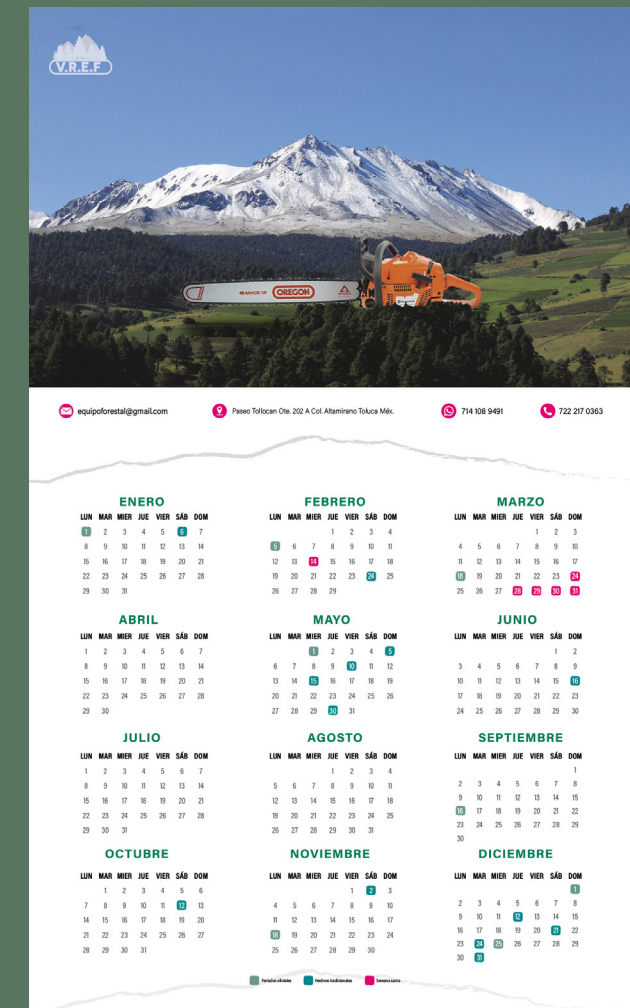 V.R.E.F
ARMOR TIP OREGON
equipoforestal@gmail.com
Paseo Tollocan Ote. 202 A Col. Altamirano Toluca Méx.
714 108 9491
722 217 0363
ENERO
LUN MAR MIER JUE VIER SÁB DOM
1 2 3 4 5 6 7
8 9 10 11 12 13 14
15 16 17 18 19 20 21
22 23 24 25 26 27 28
29 30 31
FEBRERO
LUN MAR MIER JUE VIER SÁB DOM
1 2 3 4
5 6 7 8 9 10 11
12 13 14 15 16 17 18
19 20 21 22 23 24 25
26 27 28 29
MARZO
LUN MAR MIER JUE VIER SÁB DOM
1 2 3
4 5 6 7 8 9 10
11 12 13 14 15 16 17
18 19 20 21 22 23 24
25 26 27 28 29 30 31
ABRIL
LUN MAR MIER JUE VIER SÁB DOM
1 2 3 4 5 6 7
8 9 10 11 12 13 14
15 16 17 18 19 20 21
22 23 24 25 26 27 28
29 30
MAYO
LUN MAR MIER JUE VIER SÁB DOM
1 2 3 4 5
6 7 8 9 10 11 12
13 14 15 16 17 18 19
20 21 22 23 24 25 26
27 28 29 30 31
JUNIO
LUN MAR MIER JUE VIER SÁB DOM
1 2
3 4 5 6 7 8 9
10 11 12 13 14 15 16
17 18 19 20 21 22 23
24 25 26 27 28 29 30
JULIO
LUN MAR MIER JUE VIER SÁB DOM
1 2 3 4 5 6 7
8 9 10 11 12 13 14
15 16 17 18 19 20 21
22 23 24 25 26 27 28
29 30 31
AGOSTO
LUN MAR MIER JUE VIER SÁB DOM
1 2 3 4
5 6 7 8 9 10 11
12 13 14 15 16 17 18
19 20 21 22 23 24 25
26 27 28 29 30 31
SEPTIEMBRE
LUN MAR MIER JUE VIER SÁB DOM
1
2 3 4 5 6 7 8
9 10 11 12 13 14 15
16 17 18 19 20 21 22
23 24 25 26 27 28 29
30
OCTUBRE
LUN MAR MIER JUE VIER SÁB DOM
1 2 3 4 5 6
7 8 9 10 11 12 13
14 15 16 17 18 19 20
21 22 23 24 25 26 27
28 29 30 31
NOVIEMBRE
LUN MAR MIER JUE VIER SÁB DOM
1 2 3
4 5 6 7 8 9 10
11 12 13 14 15 16 17
18 19 20 21 22 23 24
25 26 27 28 29 30
DICIEMBRE
LUN MAR MIER JUE VIER SÁB DOM
1
2 3 4 5 6 7 8
9 10 11 12 13 14 15
16 17 18 19 20 21 22
23 24 25 26 27 28 29
30 31
Feriados oficiales
Festivos tradicionales
Semana santa